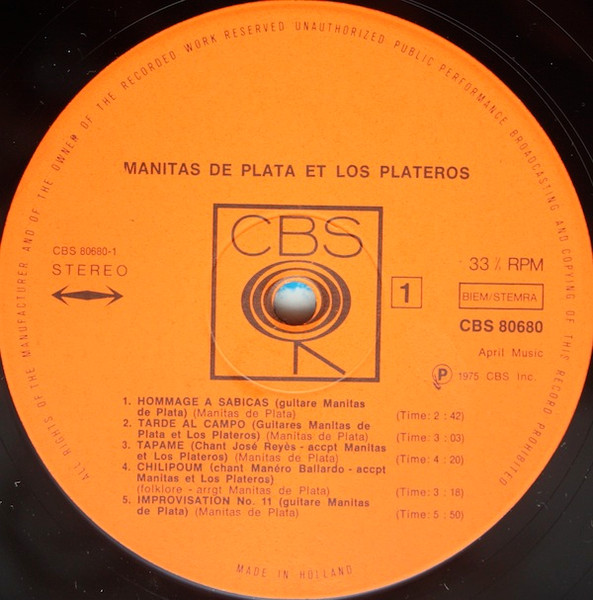 ALL RIGHTS OF THE MANUFACTURER AND OF THE OWNER OF THE RECORDED WORK RESERVED UNAUTHORIZED PUBLIC PERFORMANCE BROADCASTING AND COPYING OF THIS RECORD PROHIBITED
MANITAS DE PLATA ET LOS PLATEROS
CBS
CBS 80680-1
STEREO
1
33⅓ RPM
BIEM/STEMRA
CBS 80680
April Music
Ⓟ 1975 CBS Inc.
1. HOMMAGE A SABICAS (guitare Manitas
de Plata) (Manitas de Plata) (Time: 2 : 42)
2. TARDE AL CAMPO (Guitares Manitas de
Plata et Los Plateros) (Manitas de Plata) (Time: 3 : 03)
3. TAPAME (Chant José Reyès - accpt Manitas
et Los Plateros) (Manitas de Plata) (Time: 4 : 20)
4. CHILIPOUM (chant Manéro Ballardo - accpt
Manitas et Los Plateros)
(folklore - arrgt Manitas de Plata) (Time: 3 : 18)
5. IMPROVISATION No. 11 (guitare Manitas
de Plata) (Manitas de Plata) (Time: 5 : 50)
MADE IN HOLLAND